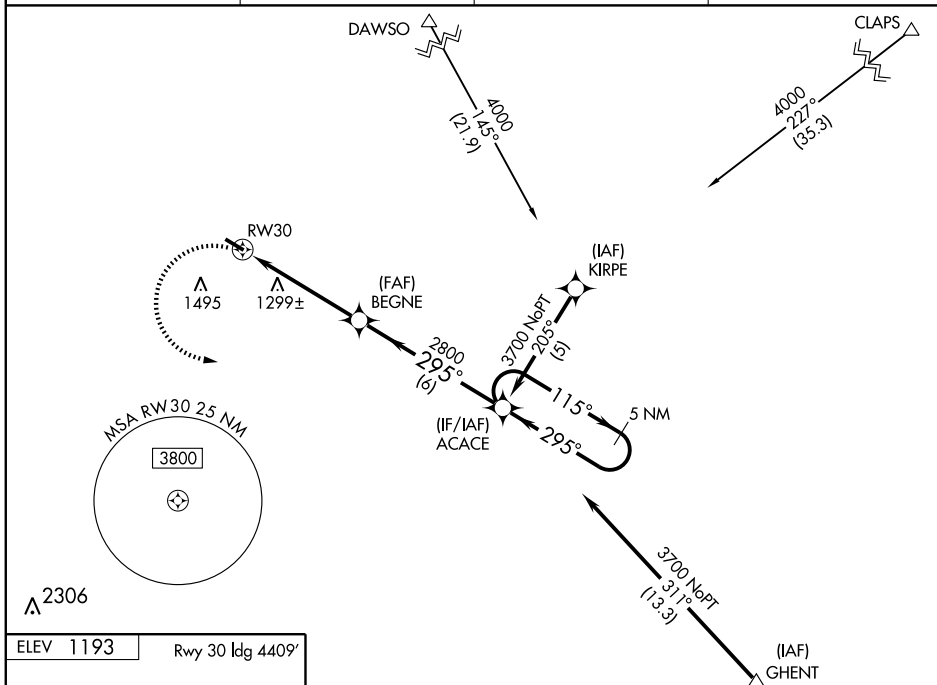 DAWSO
CLAPS
4000
145°
(21.9)
4000
227°
(35.3)
RW30
(IAF)
KIRPE
1495
1299±
(FAF)
BEGNE
3700 NoPT
205°
(5)
2800
295°
(6)
115°
5 NM
(IF/IAF)
ACACE
295°
MSA RW30 25 NM
3800
3700 NoPT
311°
(13.3)
2306
ELEV 1193
Rwy 30 ldg 4409'
(IAF)
GHENT